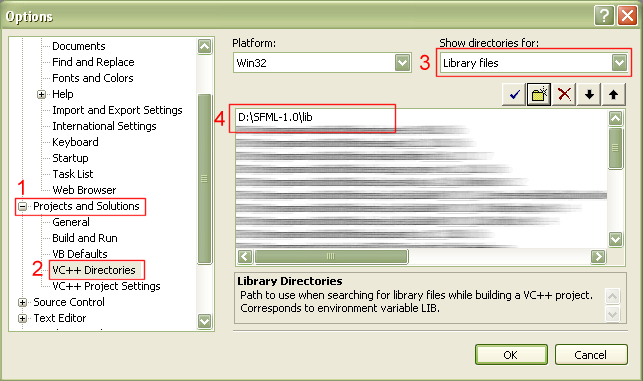 Options
Documents
Find and Replace
Fonts and Colors
Help
Import and Export Settings
International Settings
Keyboard
Startup
Task List
Web Browser
1
Projects and Solutions
General
Build and Run
VB Defaults
2 VC++ Directories
VC++ Project Settings
Source Control
Text Editor
Platform:
Win32
Show directories for:
3 Library files
4 D:\SFML-1.0\lib
Library Directories
Path to use when searching for library files while building a VC++ project.
Corresponds to environment variable LIB.
OK
Cancel